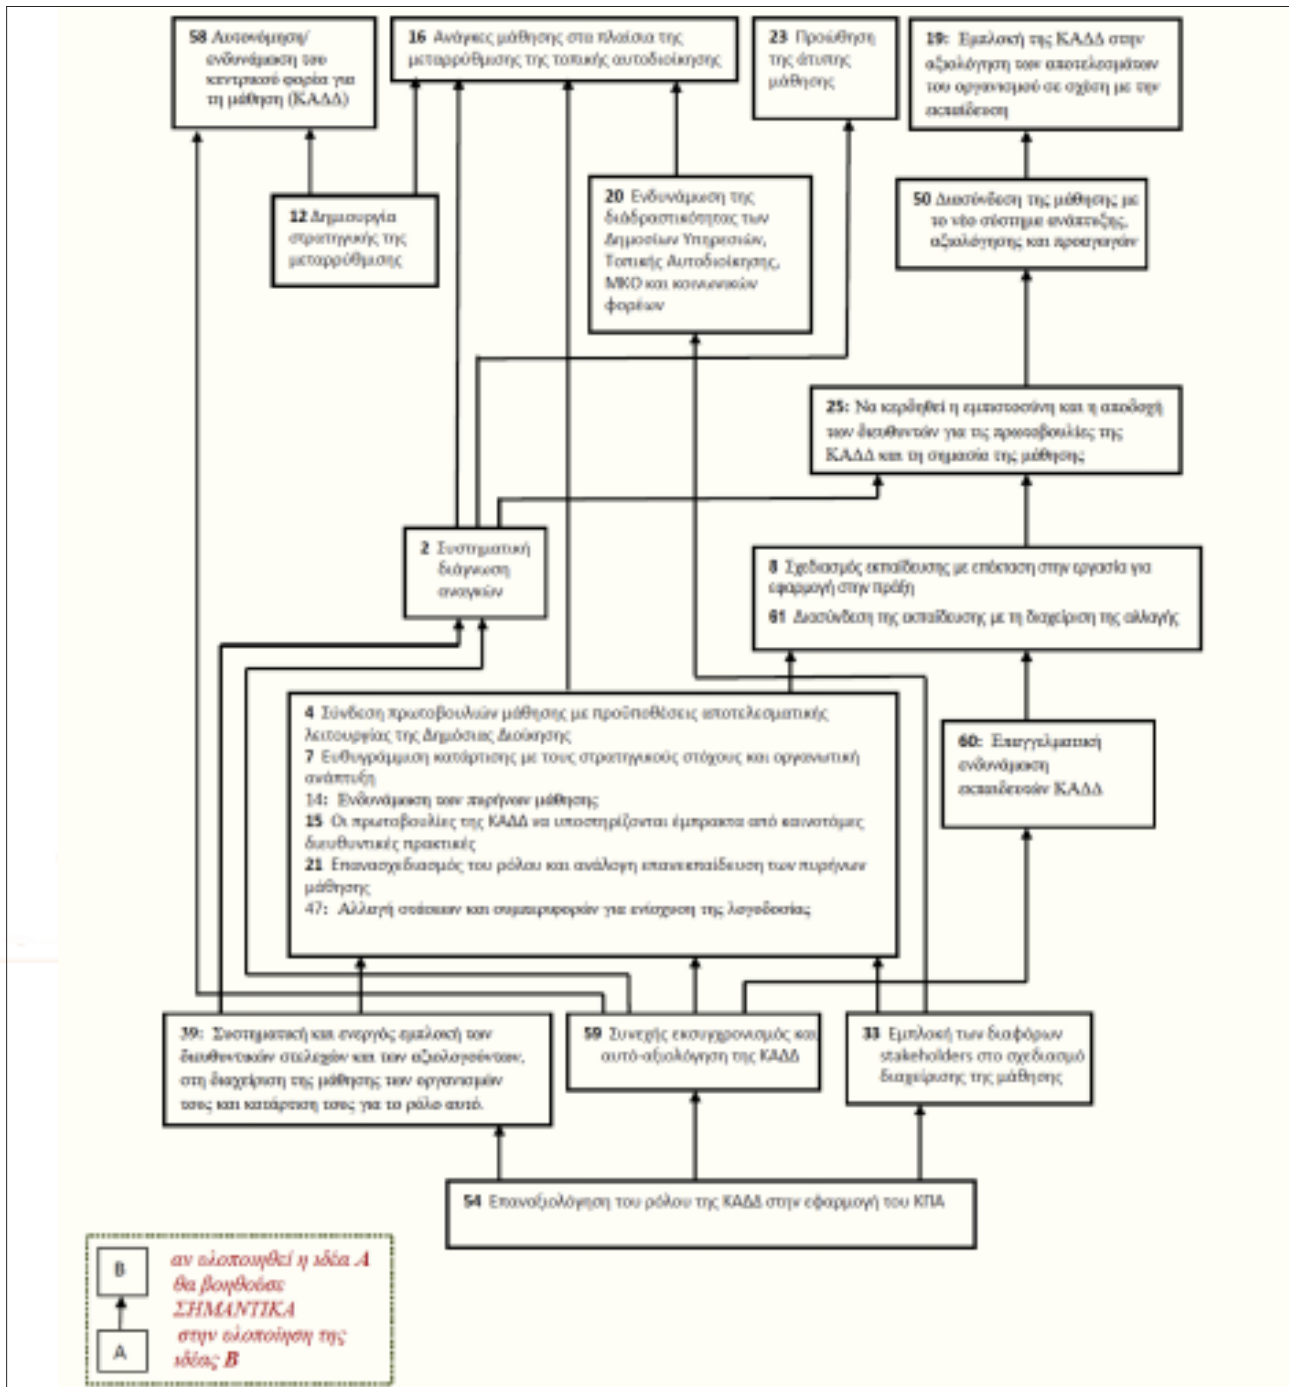 58 Αυτονόμηση/
ενδυνάμωση του
κεντρικού φορία για
τη μάθηση (ΚΑΔΔ)
16 Ανάγκες μάθησης στα πλαίσια της
μεταρρύθμισης της τοπικής αυτοδιοίκησης
23 Προώθηση
της άτυπης
μάθησης
19: Εμπλοκή της ΚΑΔΔ στην
αξιολόγηση των αποτελεσμάτων
του οργανισμού σε σχέση με την
εκπαίδευση
12 Δημιουργία
στρατηγικής της
μεταρρύθμισης
20 Ενδυνάμωση της
διάδραστικότητας των
Δημοσίων Υπηρεσιών,
Τοπικής Αυτοδιοίκησης,
ΜΚΟ και κοινωνικών
φορέων
50 Διασύνδεση της μάθησης με
το νέο σύστημα ανάπτυξης,
αξιολόγησης και προαγωγών
25: Να κερδηθεί η εμπιστοσύνη και η αποδοχή
των διευθυντών για τις πρωτοβουλίες της
ΚΑΔΔ και τη σημασία της μάθησης
2 Συστηματική
διάγνωση
αναγκών
8 Σχεδιασμός εκπαίδευσης με επέκταση στην εργασία για
εφαρμογή στην πράξη
61 Διασύνδεση της εκπαίδευσης με τη διαχείριση της αλλαγής
4 Σύνδεση πρωτοβουλιών μάθησης με προϋποθέσεις αποτελεσματικής
λειτουργίας της Δημόσιας Διοίκησης
7 Ευθυγράμμιση κατάρτισης με τους στρατηγικούς στόχους και οργανωτική
ανάπτυξη
14: Ενδυνάμωση των πυρήνων μάθησης
15 Οι πρωτοβουλίες της ΚΑΔΔ να υποστηρίζονται έμπρακτα από καινοτόμες
διευθυντικές πρακτικές
21 Επανασχεδιασμός του ρόλου και ανάλογη επανεκπαίδευση των πυρήνων
μάθησης
47: Αλλαγή στάσεων και συμπεριφορών για ενίσχυση της λογοδοσίας
60: Επαγγελματική
ενδυνάμωση
εκπαιδευτών ΚΑΔΔ
39: Συστηματική και ενεργός εμπλοκή των
διευθυντικών στελεχών και των αξιολογούντων,
στη διαχείριση της μάθησης των οργανισμών
τους και κατάρτιση τους για το ρόλο αυτό.
59 Συνεχής εκσυγχρονισμός και
αυτό-αξιολόγηση της ΚΑΔΔ
33 Εμπλοκή των διαφόρων
stakeholders στο σχεδιασμό
διαχείρισης της μάθησης
54 Επαναξιολόγηση του ρόλου της ΚΑΔΔ στην εφαρμογή του ΚΠΑ
B
A
αν υλοποιηθεί η ιδέα Α
θα βοηθούσε
ΣΗΜΑΝΤΙΚΑ
στην υλοποίηση της
ιδέας Β